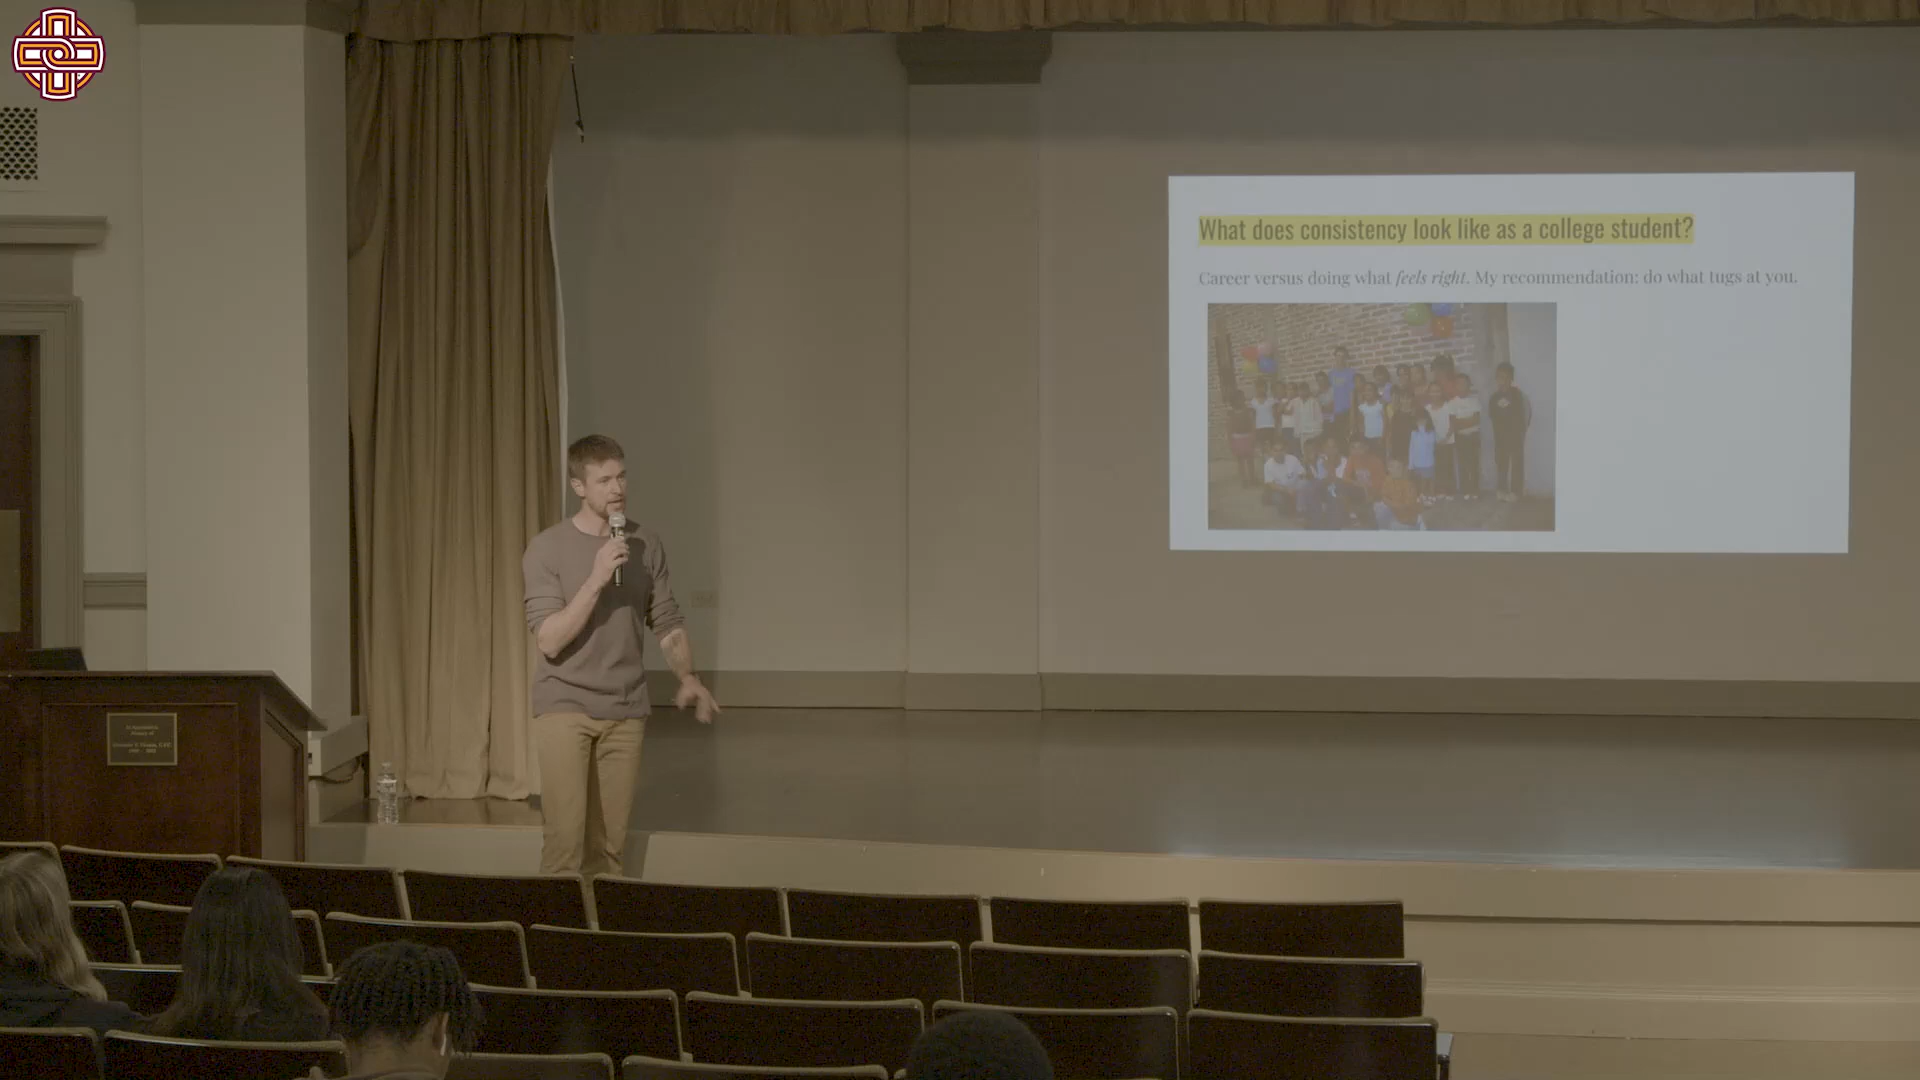 What does consistency look like as a college student?
Career versus doing what feels right. My recommendation: do what tugs at you.